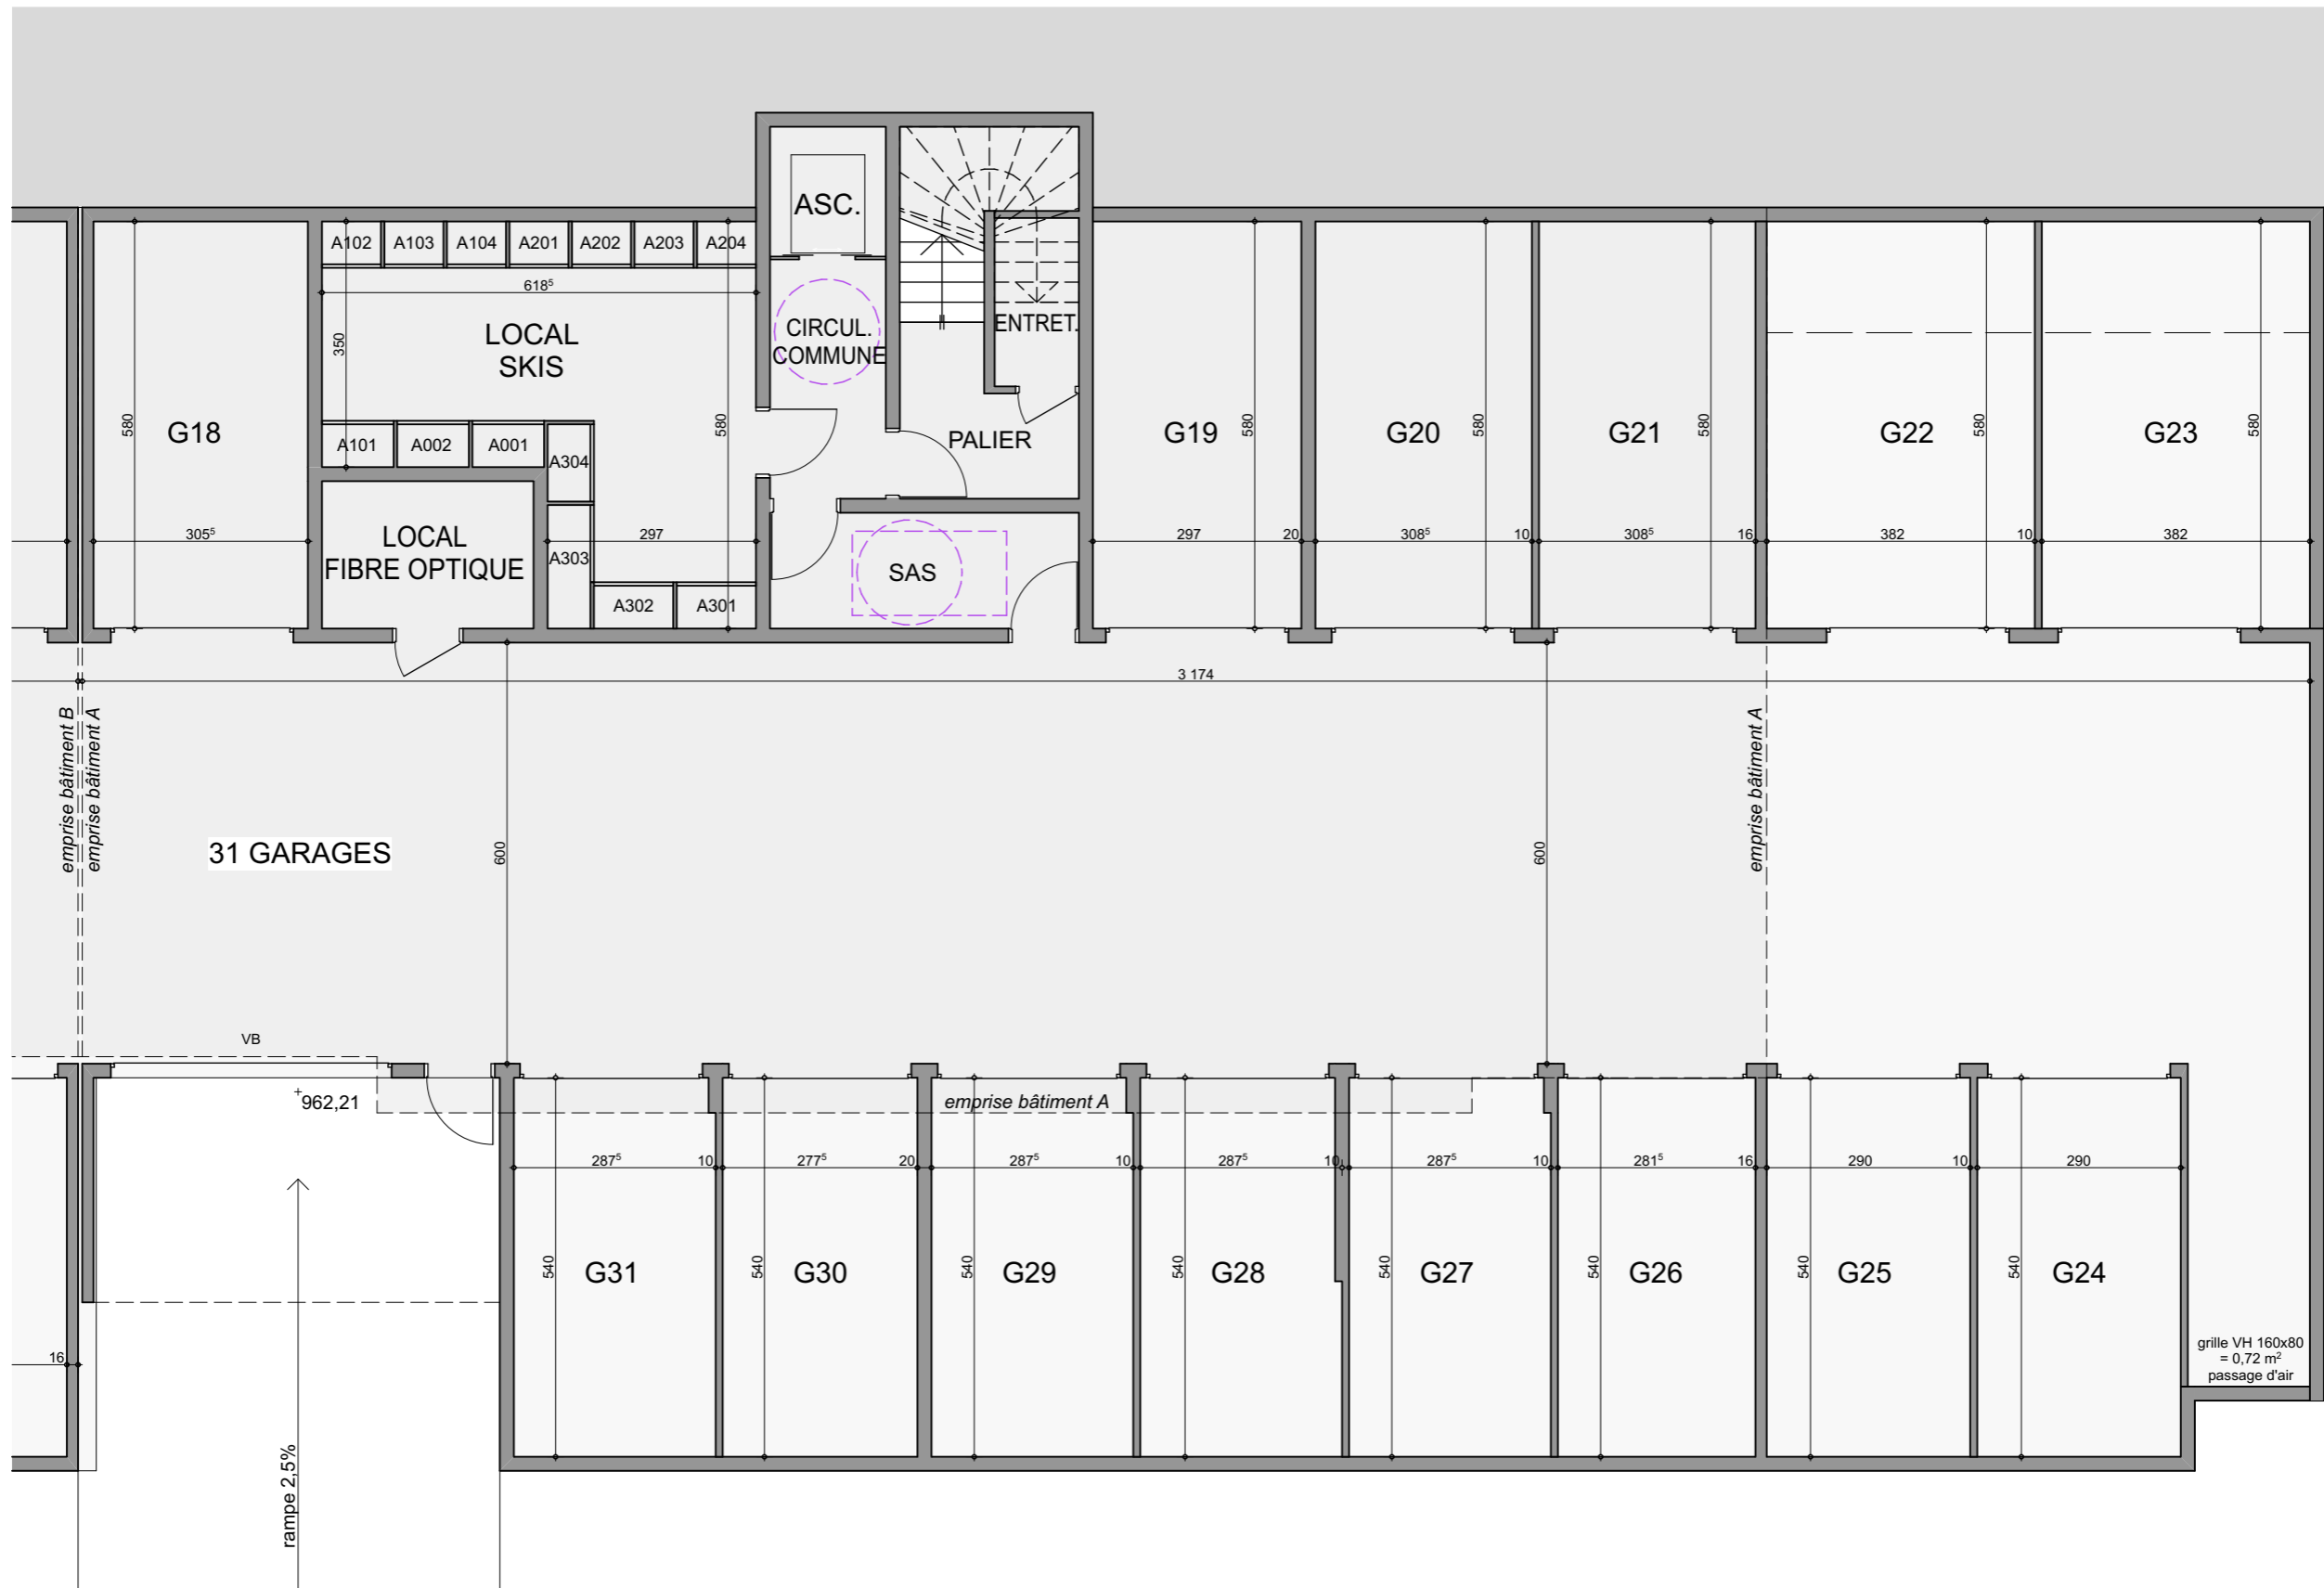 ASC.
A102 A103 A104 A201 A202 A203 A204
618⁵
LOCAL
SKIS
350
CIRCUL.
COMMUNE
ENTRET.
580
G18
A101 A002 A001
A304
580
PALIER
G19
580
G20
580
G21
580
G22
580
G23
580
305⁵
LOCAL
FIBRE OPTIQUE
A303
297
SAS
A302 A301
297
20
308⁵
10
308⁵
16
382
10
382
3 174
emprise bâtiment B
emprise bâtiment A
emprise bâtiment A
31 GARAGES
600
600
VB
+962,21
emprise bâtiment A
287⁵
10
277⁵
20
287⁵
10
287⁵
10
287⁵
10
281⁵
16
290
10
290
540
G31
540
G30
540
G29
540
G28
540
G27
540
G26
540
G25
540
G24
16
grille VH 160x80
= 0,72 m²
passage d'air
rampe 2,5%